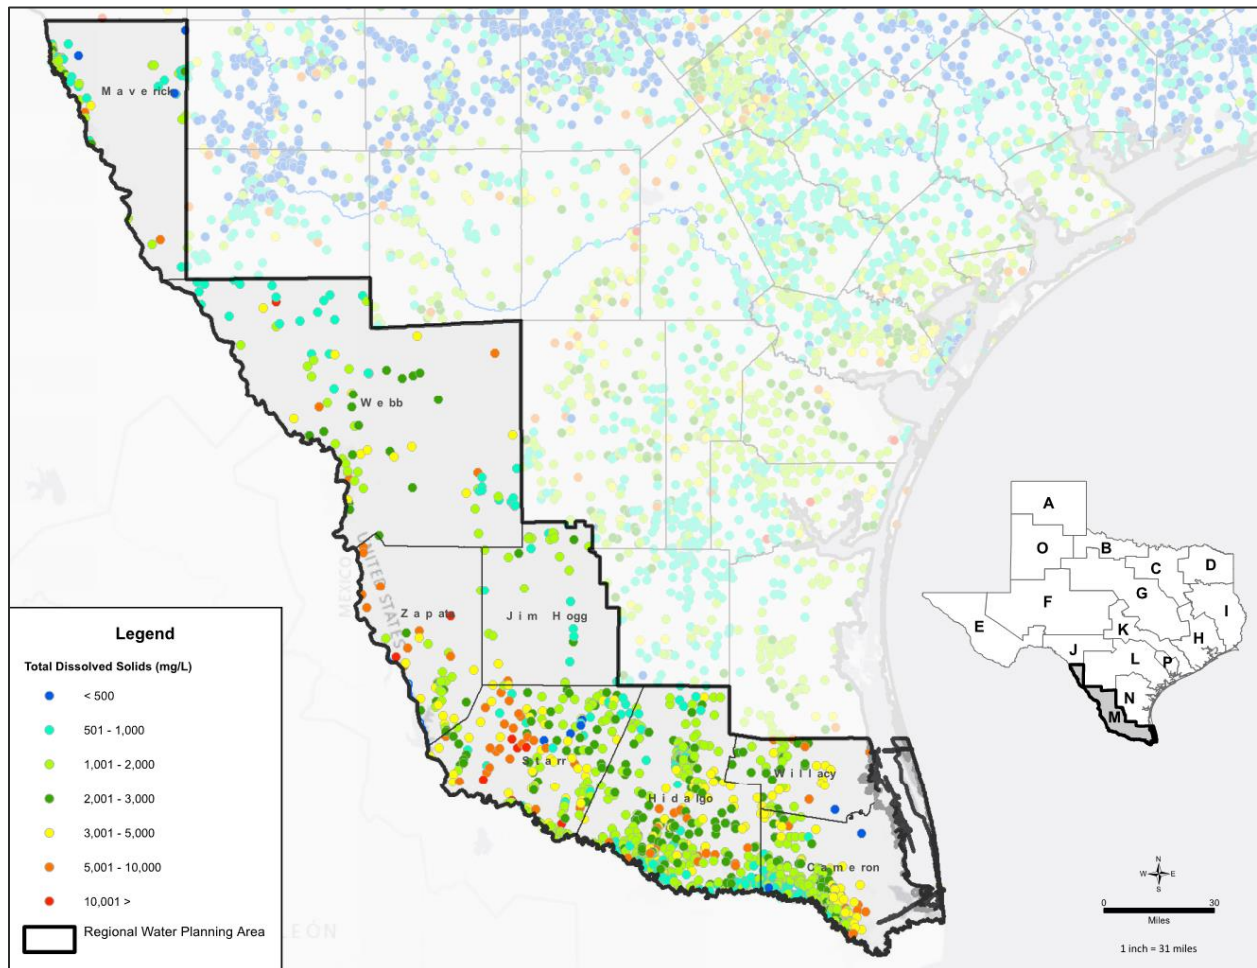 Maverick
Webb
UNITED STATES
MEXICO
Zapata
Jim Hogg
Starr
Hidalgo
Willacy
Cameron
LEÓN
Legend
Total Dissolved Solids (mg/L)
< 500
501 - 1,000
1,001 - 2,000
2,001 - 3,000
3,001 - 5,000
5,001 - 10,000
10,001 >
Regional Water Planning Area
A
O
B
C
D
F
G
E
I
K
H
J
L
P
N
M
N
W E
S
0 30
Miles
1 inch = 31 miles